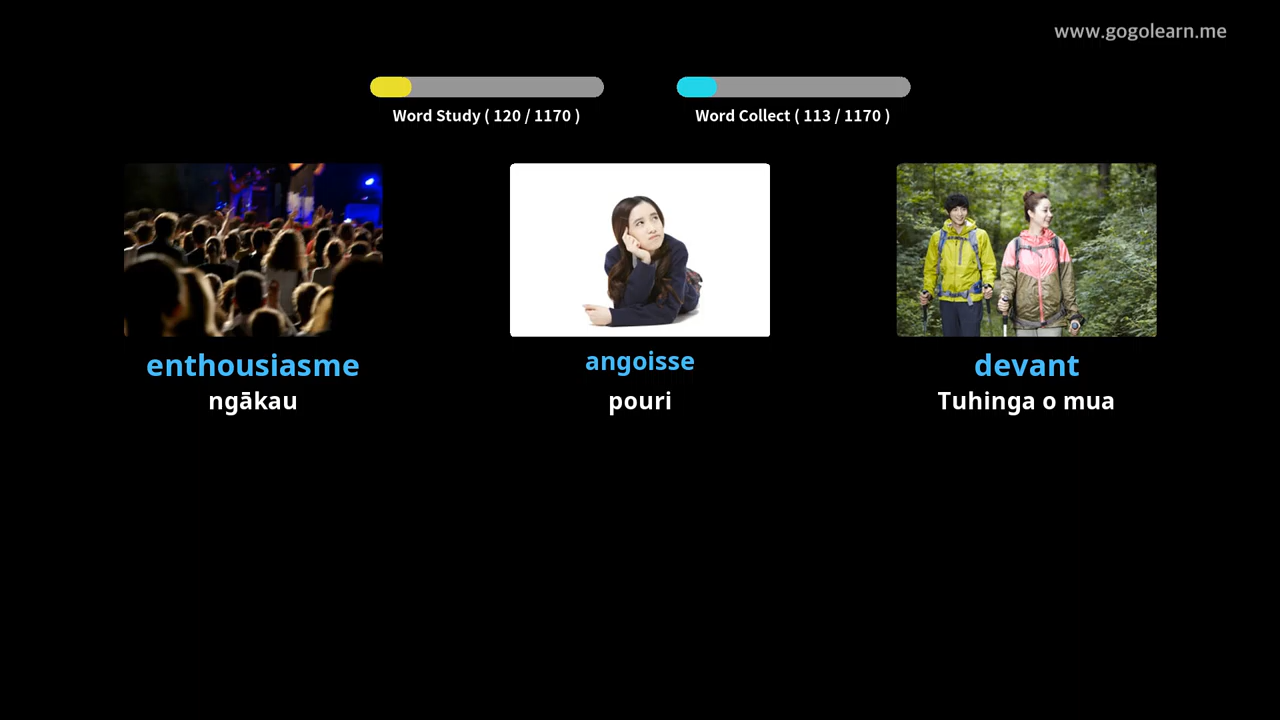 www.gogolearn.me
Word Study ( 120 / 1170 )
Word Collect ( 113 / 1170 )
enthousiasme
ngākau
angoisse
pouri
devant
Tuhinga o mua